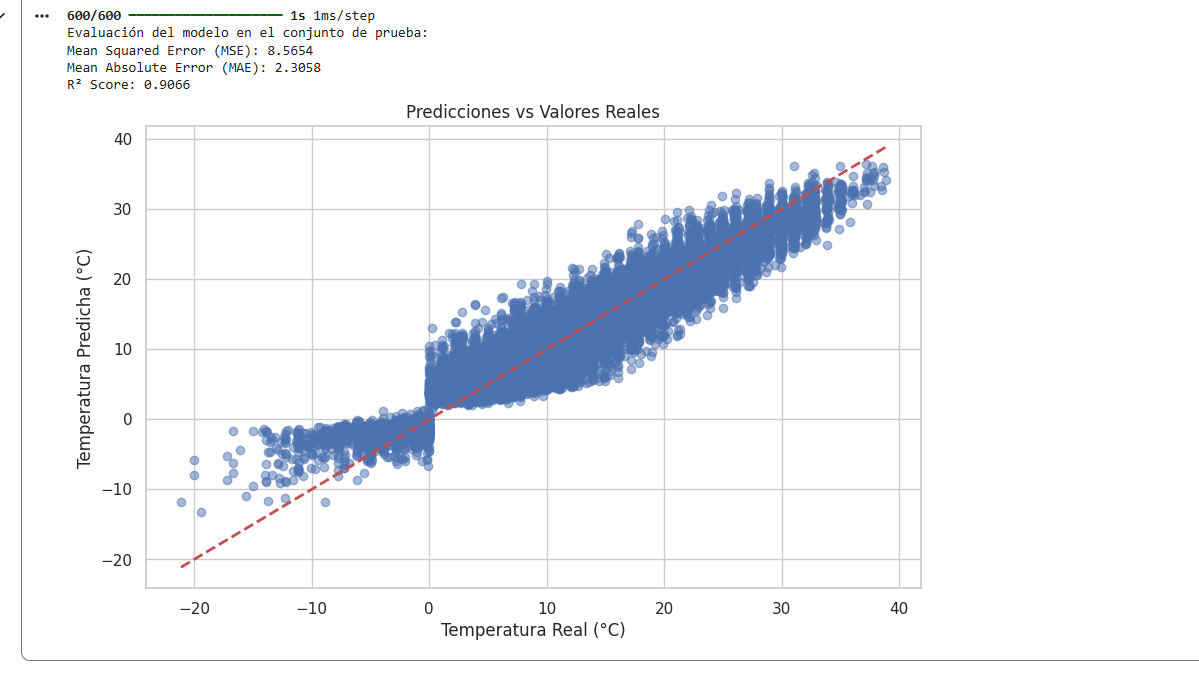 600/600 ━━━━━━━━━━━━━━━━━━━━ 1s 1ms/step
Evaluación del modelo en el conjunto de prueba:
Mean Squared Error (MSE): 8.5654
Mean Absolute Error (MAE): 2.3058
R² Score: 0.9066
Predicciones vs Valores Reales
40
30
20
10
0
−10
−20
Temperatura Predicha (°C)
−20 −10 0 10 20 30 40
Temperatura Real (°C)